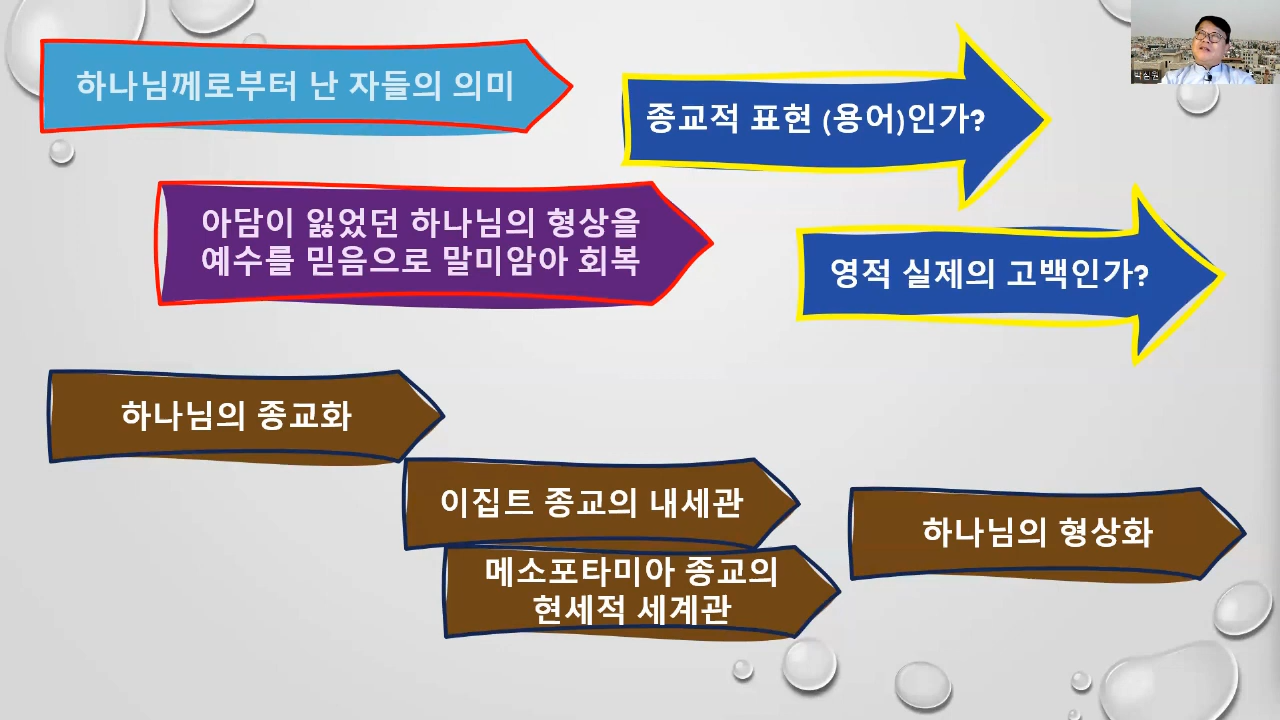 하나님께로부터 난 자들의 의미
종교적 표현 (용어)인가?
아담이 잃었던 하나님의 형상을
예수를 믿음으로 말미암아 회복
영적 실제의 고백인가?
하나님의 종교화
이집트 종교의 내세관
메소포타미아 종교의
현세적 세계관
하나님의 형상화